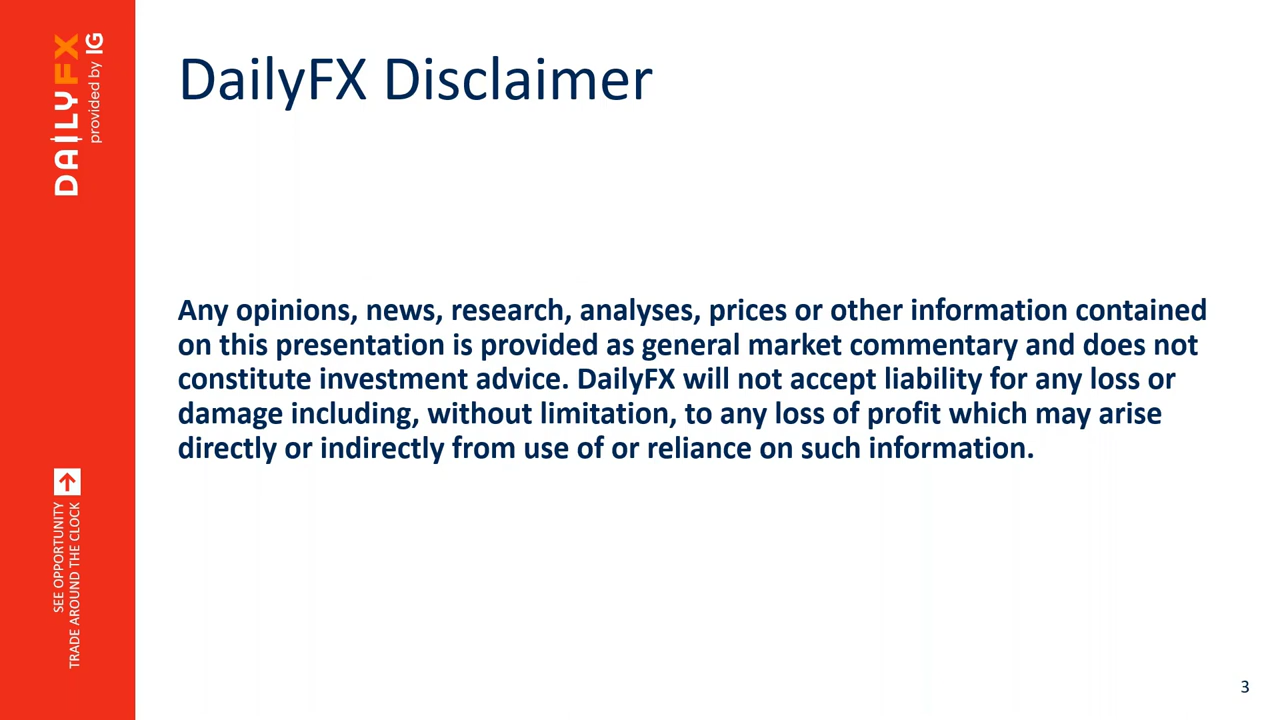 DAILYFX
provided by IG
DailyFX Disclaimer
Any opinions, news, research, analyses, prices or other information contained
on this presentation is provided as general market commentary and does not
constitute investment advice. DailyFX will not accept liability for any loss or
damage including, without limitation, to any loss of profit which may arise
directly or indirectly from use of or reliance on such information.
SEE OPPORTUNITY
TRADE AROUND THE CLOCK
3